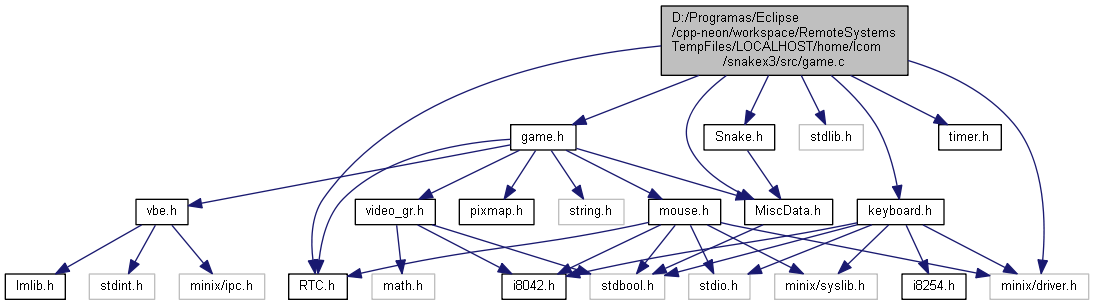 D:/Programas/Eclipse
/cpp-neon/workspace/RemoteSystems
TempFiles/LOCALHOST/home/lcom
/snakex3/src/game.c
game.h
Snake.h
stdlib.h
timer.h
vbe.h
video_gr.h
pixmap.h
string.h
mouse.h
MiscData.h
keyboard.h
lmlib.h
stdint.h
minix/ipc.h
RTC.h
math.h
i8042.h
stdbool.h
stdio.h
minix/syslib.h
i8254.h
minix/driver.h